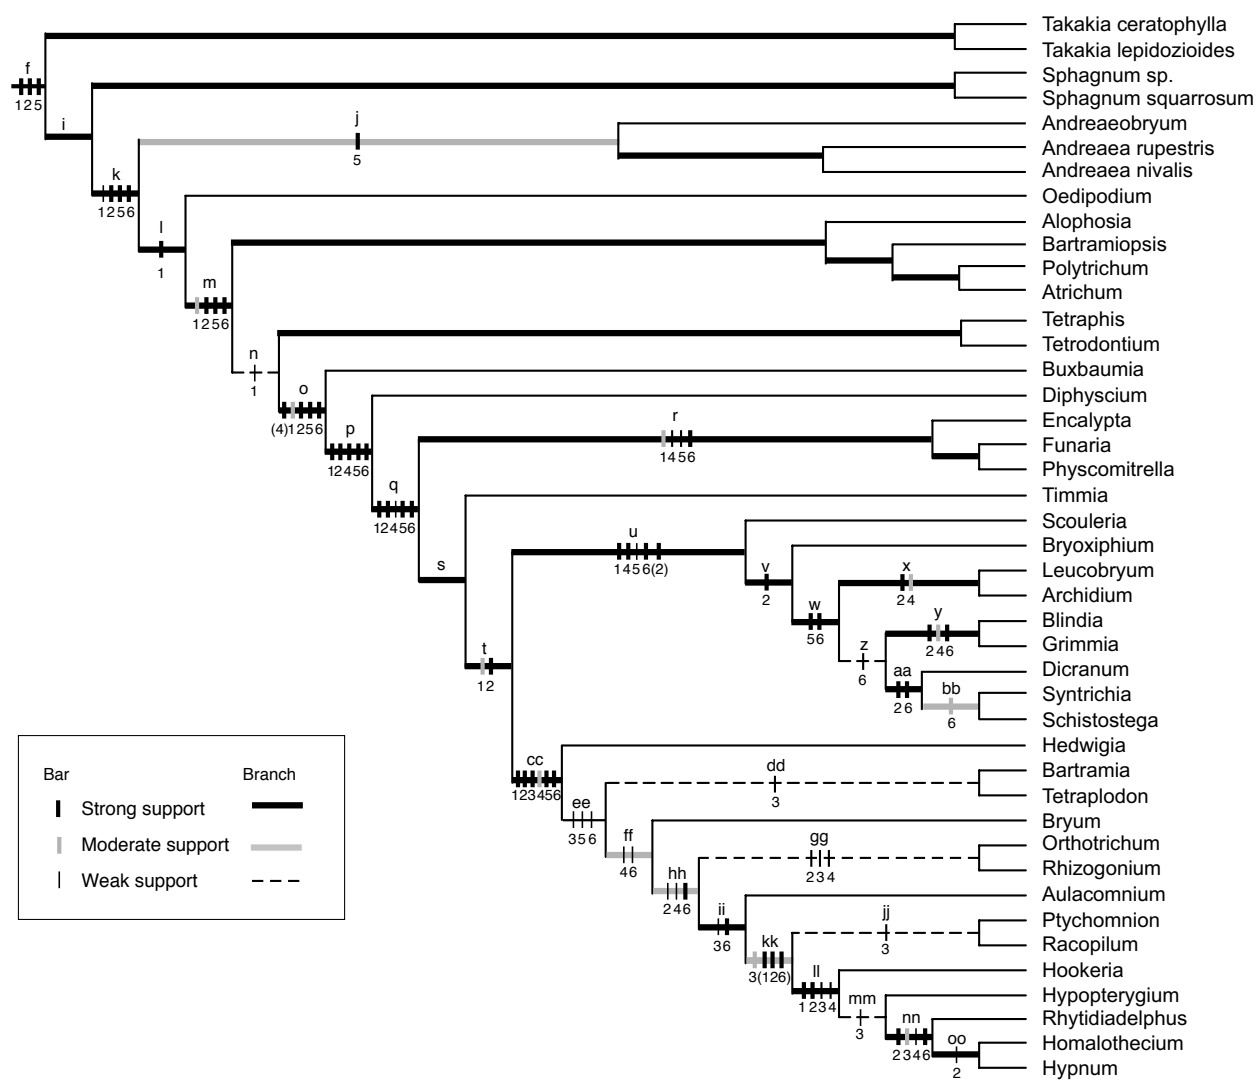 Takakia ceratophylla
Takakia lepidozioides
f
125
Sphagnum sp.
Sphagnum squarrosum
i
j
5
Andreaeobryum
Andreaea rupestris
Andreaea nivalis
k
1256
Oedipodium
l
1
Alophosia
Bartramiopsis
Polytrichum
Atrichum
m
1256
Tetraphis
Tetrodontium
n
1
Buxbaumia
o
(4)1256
Diphyscium
p
12456
r
1456
Encalypta
Funaria
Physcomitrella
q
12456
Timmia
s
u
1456(2)
Scouleria
Bryoxiphium
v
2
x
24
Leucobryum
Archidium
w
56
y
246
Blindia
Grimmia
t
12
z
6
aa
26
Dicranum
bb
6
Syntrichia
Schistostega
Hedwigia
cc
123456
dd
3
Bartramia
Tetraplodon
ee
356
Bryum
ff
46
gg
234
Orthotrichum
Rhizogonium
hh
246
Aulacomnium
ii
36
jj
3
Ptychomnion
Racopilum
kk
3(126)
Hookeria
ll
1234
Hypopterygium
mm
3
Rhytidiadelphus
nn
2346
Homalothecium
oo
2
Hypnum
Bar Branch
Strong support
Moderate support
Weak support